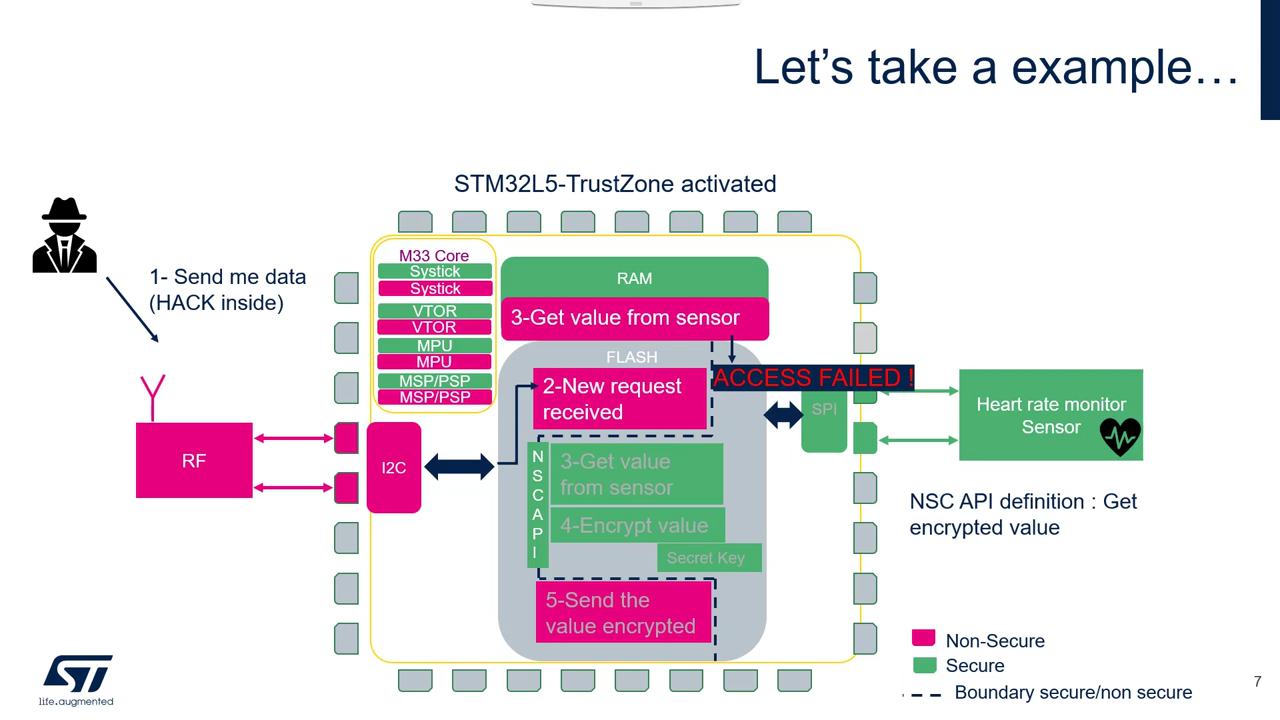 Let's take a example…
STM32L5-TrustZone activated
1- Send me data
(HACK inside)
M33 Core
Systick
Systick
VTOR
VTOR
MPU
MPU
MSP/PSP
MSP/PSP
RAM
3-Get value from sensor
FLASH
2-New request
received
ACCESS FAILED !
SPI
Heart rate monitor
Sensor
RF
I2C
N
S
C
A
P
I
3-Get value
from sensor
4-Encrypt value
Secret Key
5-Send the
value encrypted
NSC API definition : Get
encrypted value
Non-Secure
Secure
Boundary secure/non secure
ST
life.augmented
7